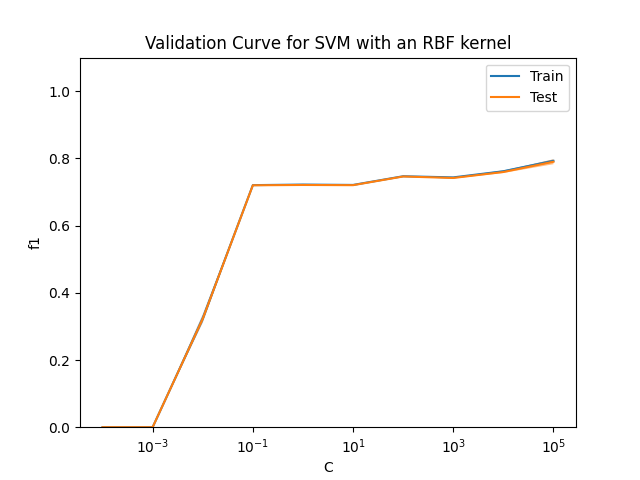 Validation Curve for SVM with an RBF kernel
Train
Test
1.0
0.8
0.6
0.4
0.2
0.0
f1
10⁻³
10⁻¹
10¹
10³
10⁵
C